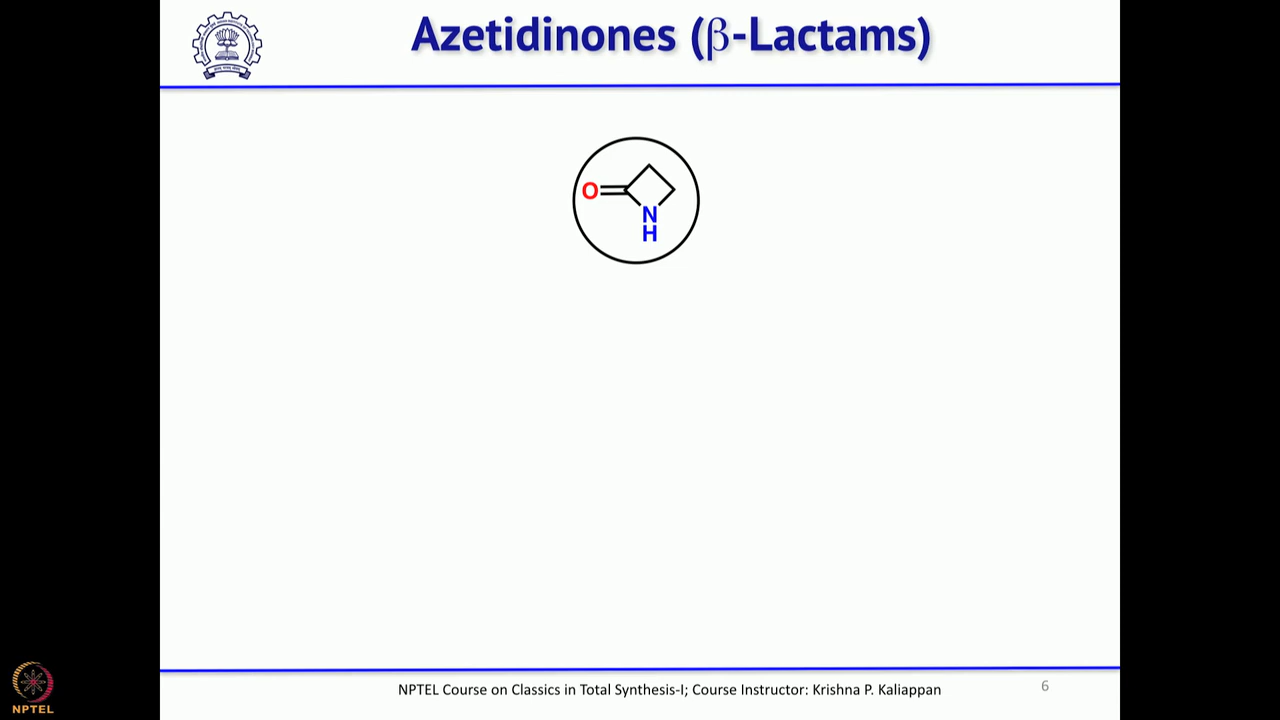 Azetidinones (β-Lactams)
O
N
H
NPTEL Course on Classics in Total Synthesis-I; Course Instructor: Krishna P. Kaliappan
6
NPTEL